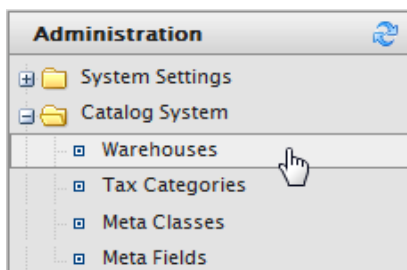 Administration
System Settings
Catalog System
Warehouses
Tax Categories
Meta Classes
Meta Fields